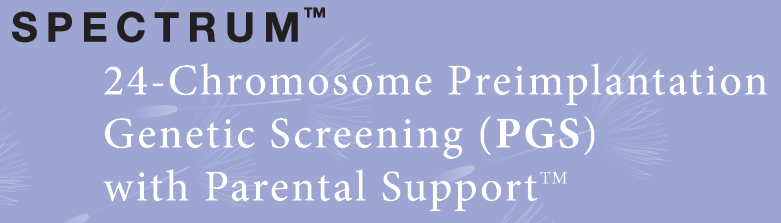 SPECTRUM™
24-Chromosome Preimplantation
Genetic Screening (PGS)
with Parental Support™